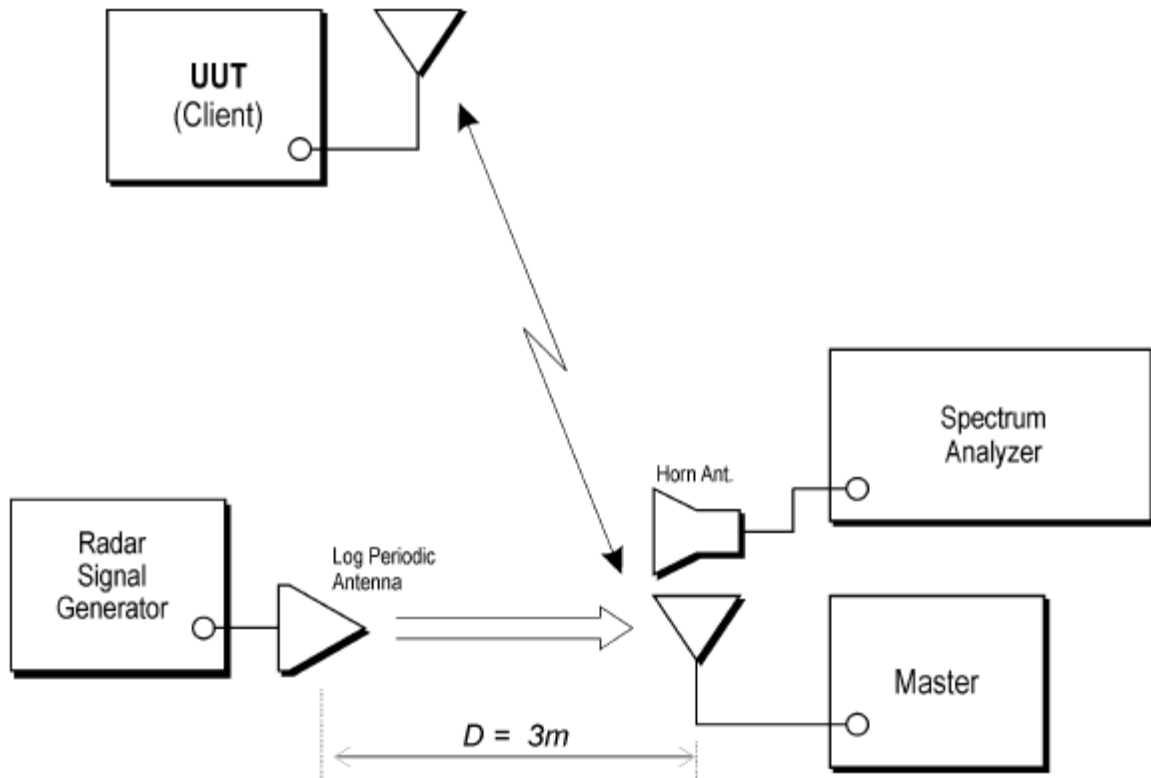 UUT
(Client)
Spectrum
Analyzer
Horn Ant.
Radar
Signal
Generator
Log Periodic
Antenna
Master
D = 3m